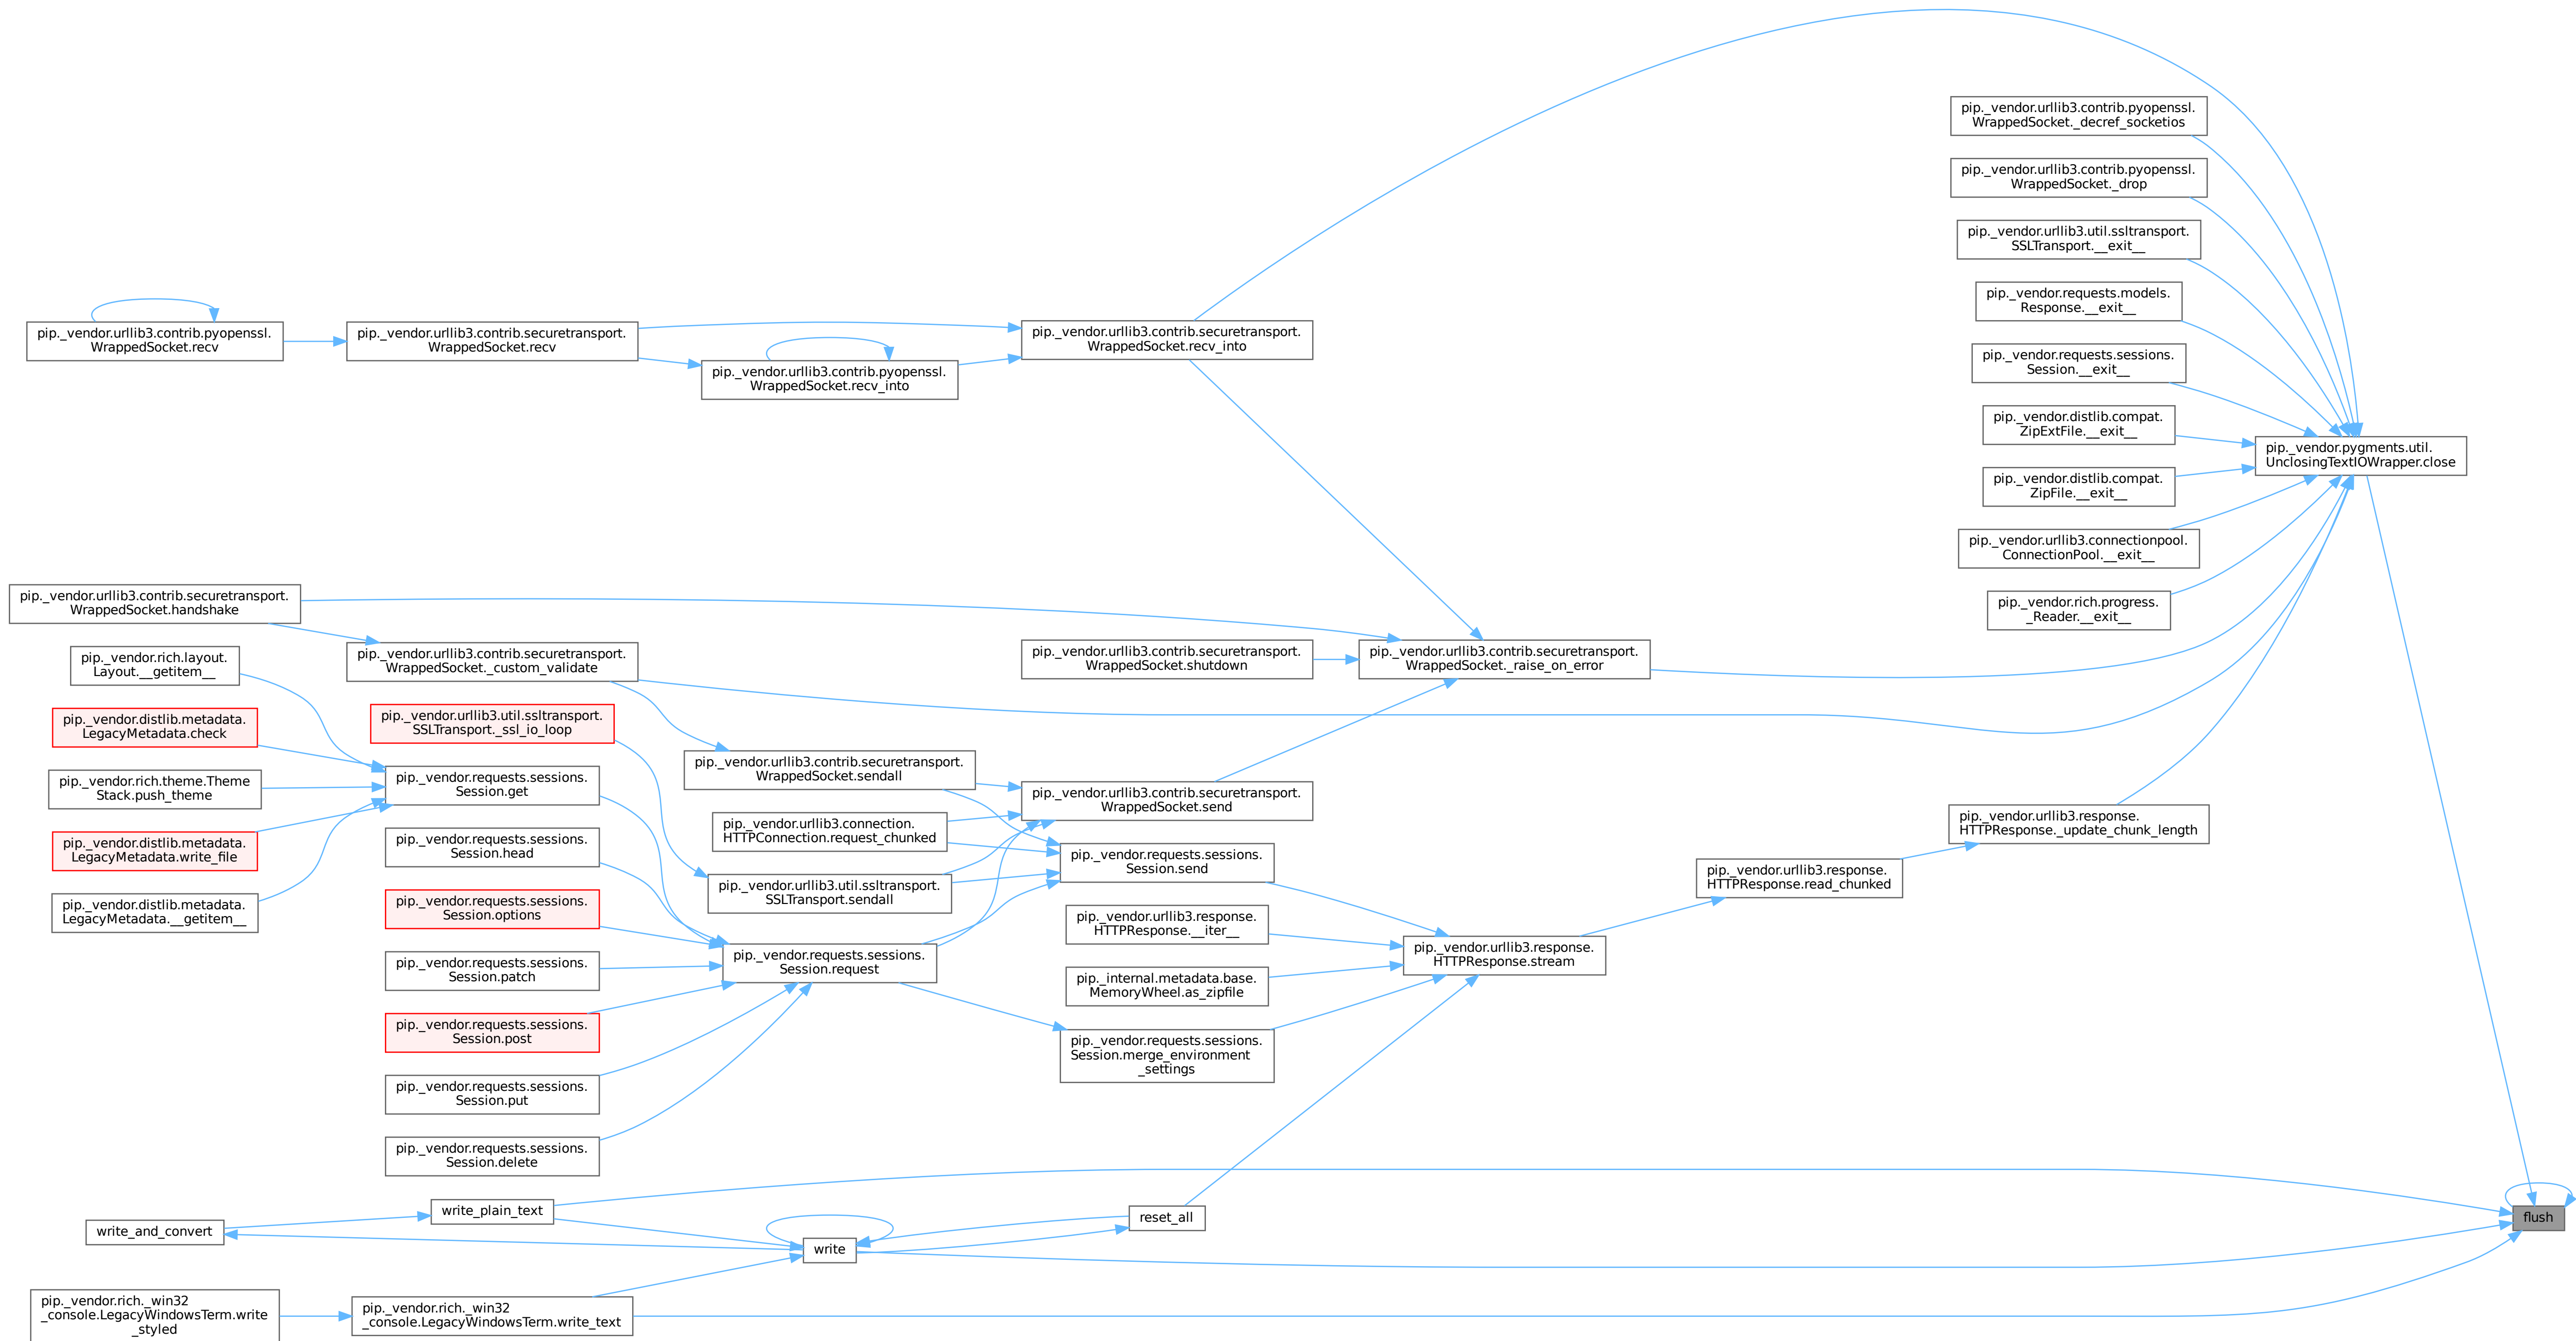 pip._vendor.urllib3.contrib.pyopenssl.
WrappedSocket._decref_socketios
pip._vendor.urllib3.contrib.pyopenssl.
WrappedSocket._drop
pip._vendor.urllib3.util.ssltransport.
SSLTransport.__exit__
pip._vendor.requests.models.
Response.__exit__
pip._vendor.urllib3.contrib.pyopenssl.
WrappedSocket.recv
pip._vendor.urllib3.contrib.securetransport.
WrappedSocket.recv
pip._vendor.urllib3.contrib.pyopenssl.
WrappedSocket.recv_into
pip._vendor.urllib3.contrib.securetransport.
WrappedSocket.recv_into
pip._vendor.requests.sessions.
Session.__exit__
pip._vendor.distlib.compat.
ZipExtFile.__exit__
pip._vendor.pygments.util.
UnclosingTextIOWrapper.close
pip._vendor.distlib.compat.
ZipFile.__exit__
pip._vendor.urllib3.connectionpool.
ConnectionPool.__exit__
pip._vendor.rich.progress.
_Reader.__exit__
pip._vendor.urllib3.contrib.securetransport.
WrappedSocket.handshake
pip._vendor.urllib3.contrib.securetransport.
WrappedSocket._custom_validate
pip._vendor.urllib3.contrib.securetransport.
WrappedSocket.shutdown
pip._vendor.urllib3.contrib.securetransport.
WrappedSocket._raise_on_error
pip._vendor.rich.layout.
Layout.__getitem__
pip._vendor.distlib.metadata.
LegacyMetadata.check
pip._vendor.urllib3.util.ssltransport.
SSLTransport._ssl_io_loop
pip._vendor.rich.theme.Theme
Stack.push_theme
pip._vendor.requests.sessions.
Session.get
pip._vendor.urllib3.contrib.securetransport.
WrappedSocket.sendall
pip._vendor.urllib3.contrib.securetransport.
WrappedSocket.send
pip._vendor.distlib.metadata.
LegacyMetadata.write_file
pip._vendor.requests.sessions.
Session.head
pip._vendor.urllib3.connection.
HTTPConnection.request_chunked
pip._vendor.requests.sessions.
Session.send
pip._vendor.urllib3.response.
HTTPResponse._update_chunk_length
pip._vendor.urllib3.response.
HTTPResponse.read_chunked
pip._vendor.distlib.metadata.
LegacyMetadata.__getitem__
pip._vendor.requests.sessions.
Session.options
pip._vendor.urllib3.util.ssltransport.
SSLTransport.sendall
pip._vendor.urllib3.response.
HTTPResponse.__iter__
pip._vendor.urllib3.response.
HTTPResponse.stream
pip._vendor.requests.sessions.
Session.patch
pip._vendor.requests.sessions.
Session.request
pip._internal.metadata.base.
MemoryWheel.as_zipfile
pip._vendor.requests.sessions.
Session.post
pip._vendor.requests.sessions.
Session.merge_environment
_settings
pip._vendor.requests.sessions.
Session.put
pip._vendor.requests.sessions.
Session.delete
write_and_convert
write_plain_text
write
reset_all
flush
pip._vendor.rich._win32
_console.LegacyWindowsTerm.write
_styled
pip._vendor.rich._win32
_console.LegacyWindowsTerm.write_text